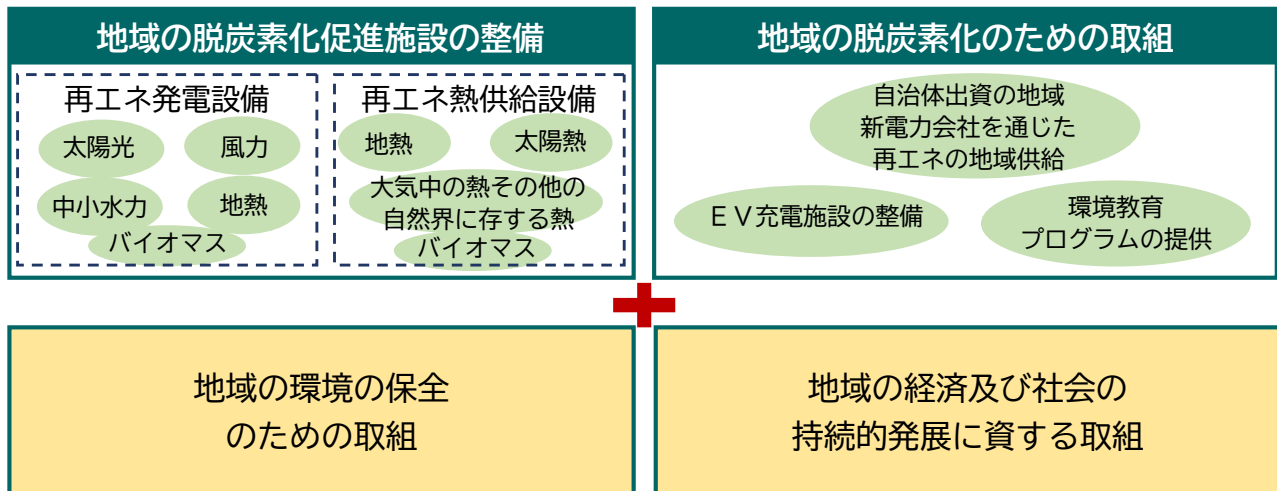 地域の脱炭素化促進施設の整備
再エネ発電設備
太陽光
風力
中小水力
地熱
バイオマス
再エネ熱供給設備
地熱
太陽熱
大気中の熱その他の
自然界に存する熱
バイオマス
地域の脱炭素化のための取組
自治体出資の地域
新電力会社を通じた
再エネの地域供給
ＥＶ充電施設の整備
環境教育
プログラムの提供
地域の環境の保全
のための取組
地域の経済及び社会の
持続的発展に資する取組